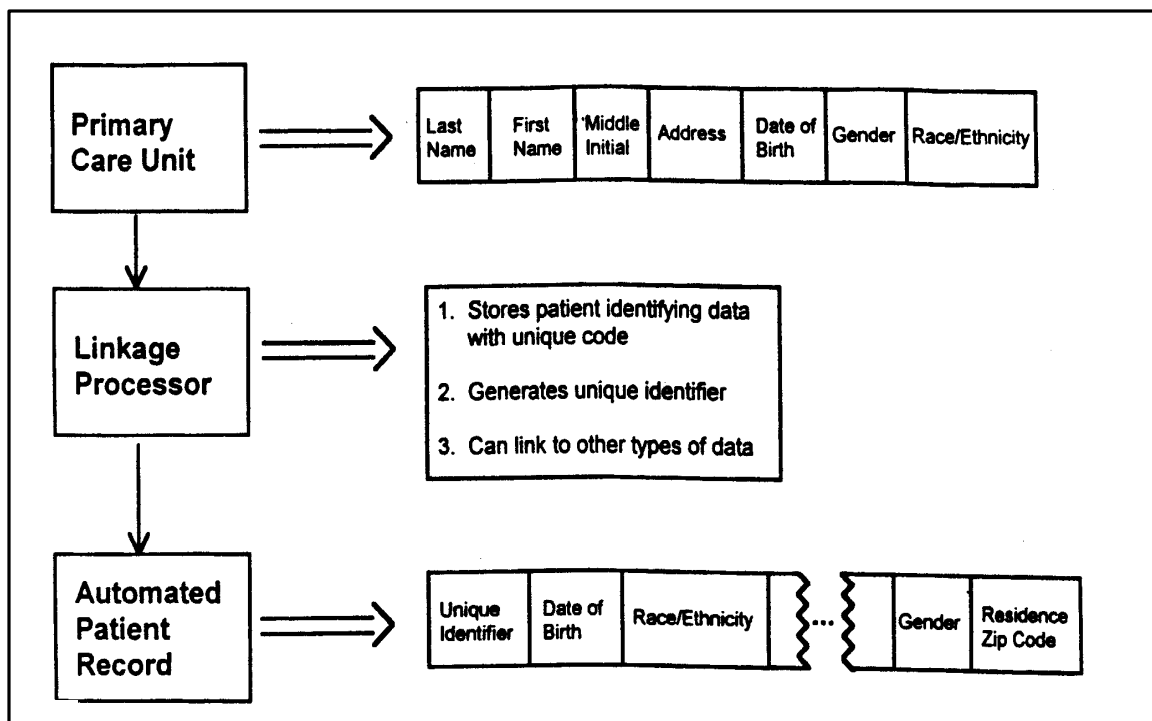 Primary
Care Unit
Last
Name
First
Name
Middle
Initial
Address
Date of
Birth
Gender
Race/Ethnicity
Linkage
Processor
1. Stores patient identifying data
with unique code
2. Generates unique identifier
3. Can link to other types of data
Automated
Patient
Record
Unique
Identifier
Date of
Birth
Race/Ethnicity
...
Gender
Residence
Zip Code